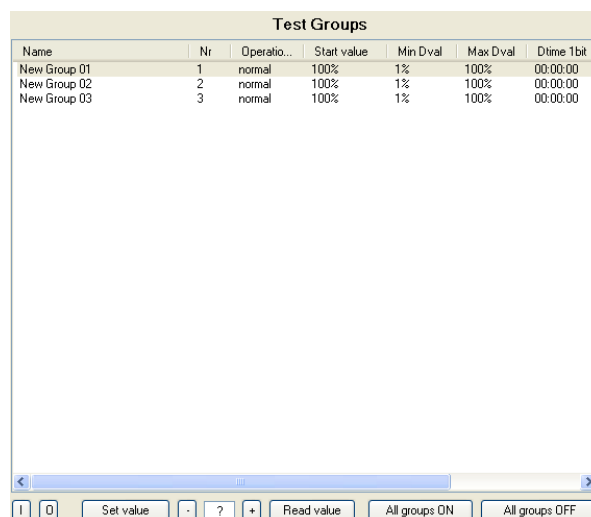 Test Groups
Name Nr Operatio... Start value Min Dval Max Dval Dtime 1bit
New Group 01 1 normal 100% 1% 100% 00:00:00
New Group 02 2 normal 100% 1% 100% 00:00:00
New Group 03 3 normal 100% 1% 100% 00:00:00
I O Set value - ? + Read value All groups ON All groups OFF